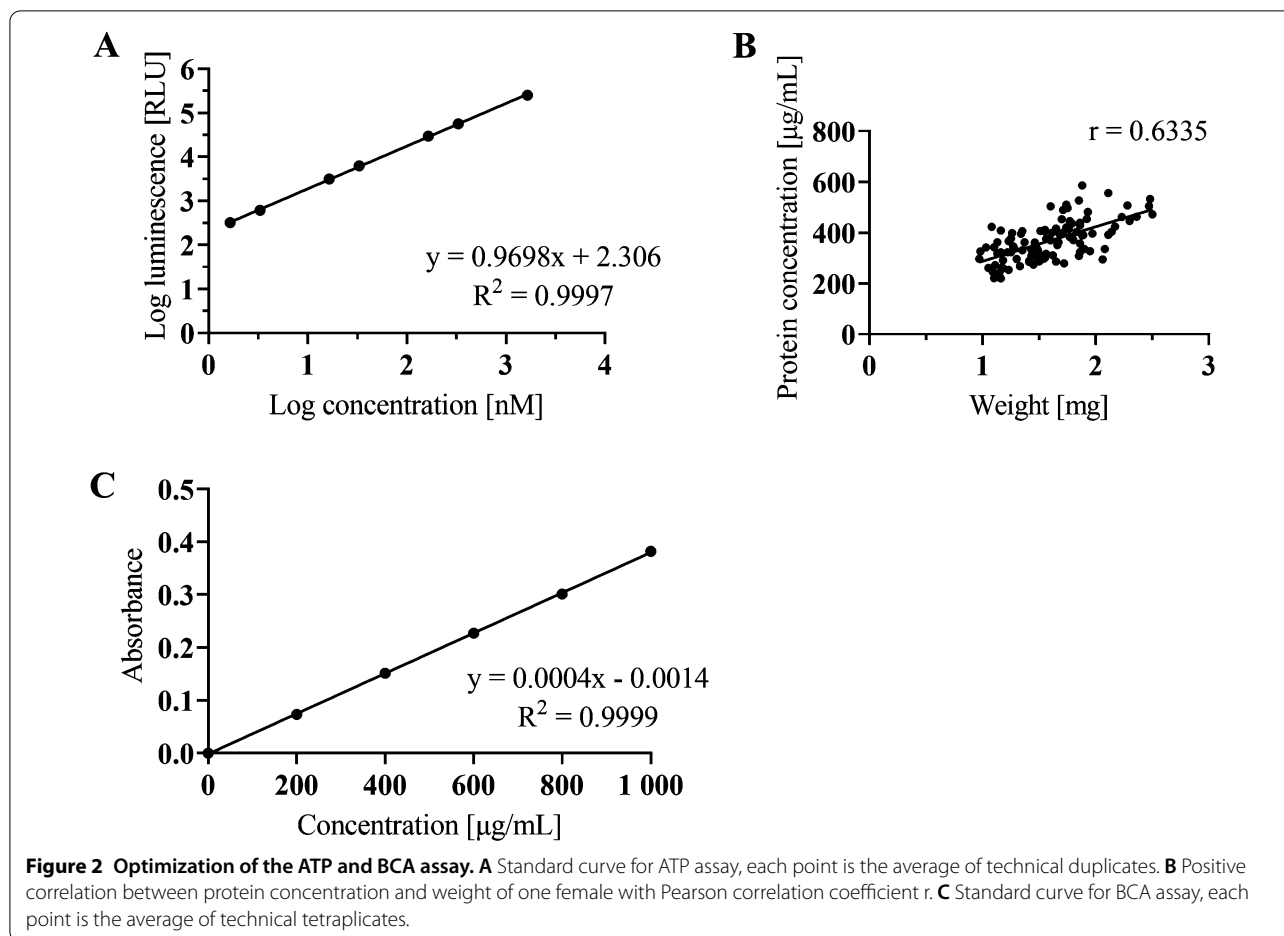 A
Log luminescence [RLU]
6
5
4
3
2
1
0
0 1 2 3 4
y = 0.9698x + 2.306
R² = 0.9997
Log concentration [nM]
B
Protein concentration [µg/mL]
800
600
400
200
0
0 1 2 3
r = 0.6335
Weight [mg]
C
Absorbance
0.5
0.4
0.3
0.2
0.1
0.0
0 200 400 600 800 1 000
y = 0.0004x - 0.0014
R² = 0.9999
Concentration [µg/mL]
Figure 2 Optimization of the ATP and BCA assay. A Standard curve for ATP assay, each point is the average of technical duplicates. B Positive
correlation between protein concentration and weight of one female with Pearson correlation coefficient r. C Standard curve for BCA assay, each
point is the average of technical tetraplicates.